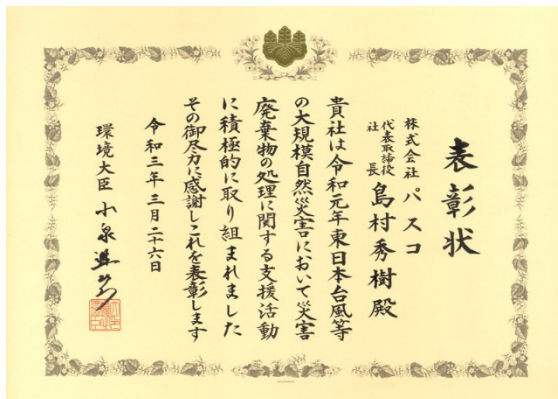 表彰状
株式会社 パスコ
代表取締役
社長 島村秀樹殿
貴社は令和元年東日本台風等
の大規模自然災害において災害
廃棄物の処理に関する支援活動
に積極的に取り組まれました
その御尽力に感謝しこれを表彰します
令和三年三月二十六日
環境大臣 小泉進次郎